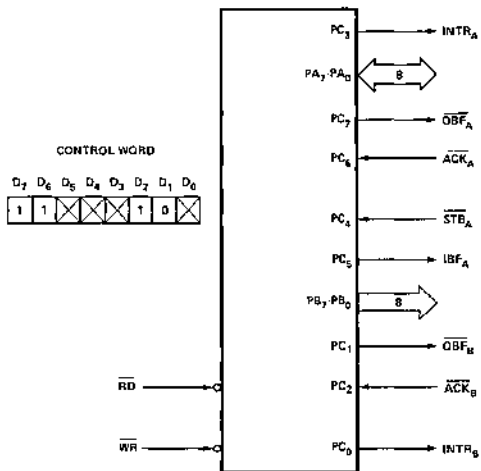 PC3 INTRA
PA7-PA0 8
PC7 OBFA
CONTROL WORD
PC6 ACKA
D7 D6 D5 D4 D3 D2 D1 D0
1 1 1 0
PC4 STBA
PC5 IBFA
PB7-PB0 8
PC1 OBFB
RD PC2 ACKB
WR PC0 INTRB